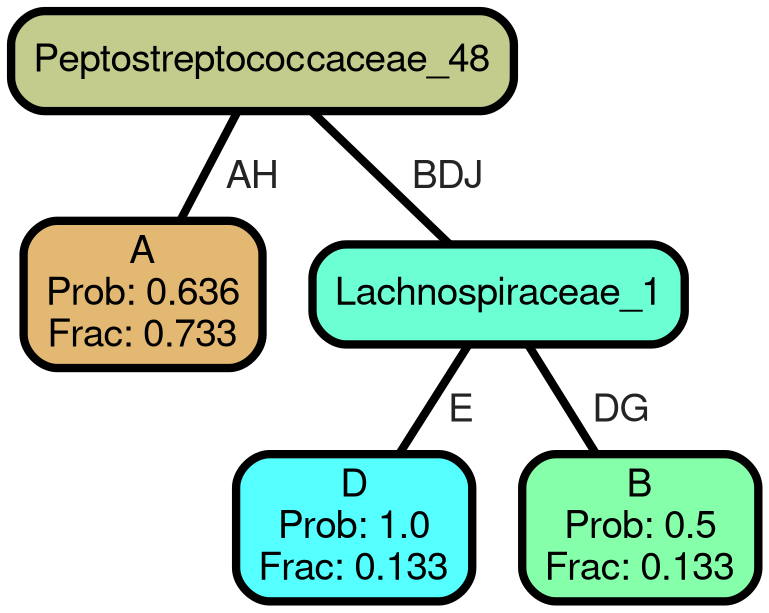 Peptostreptococcaceae_48
AH
BDJ
A
Prob: 0.636
Frac: 0.733
Lachnospiraceae_1
E
DG
D
Prob: 1.0
Frac: 0.133
B
Prob: 0.5
Frac: 0.133